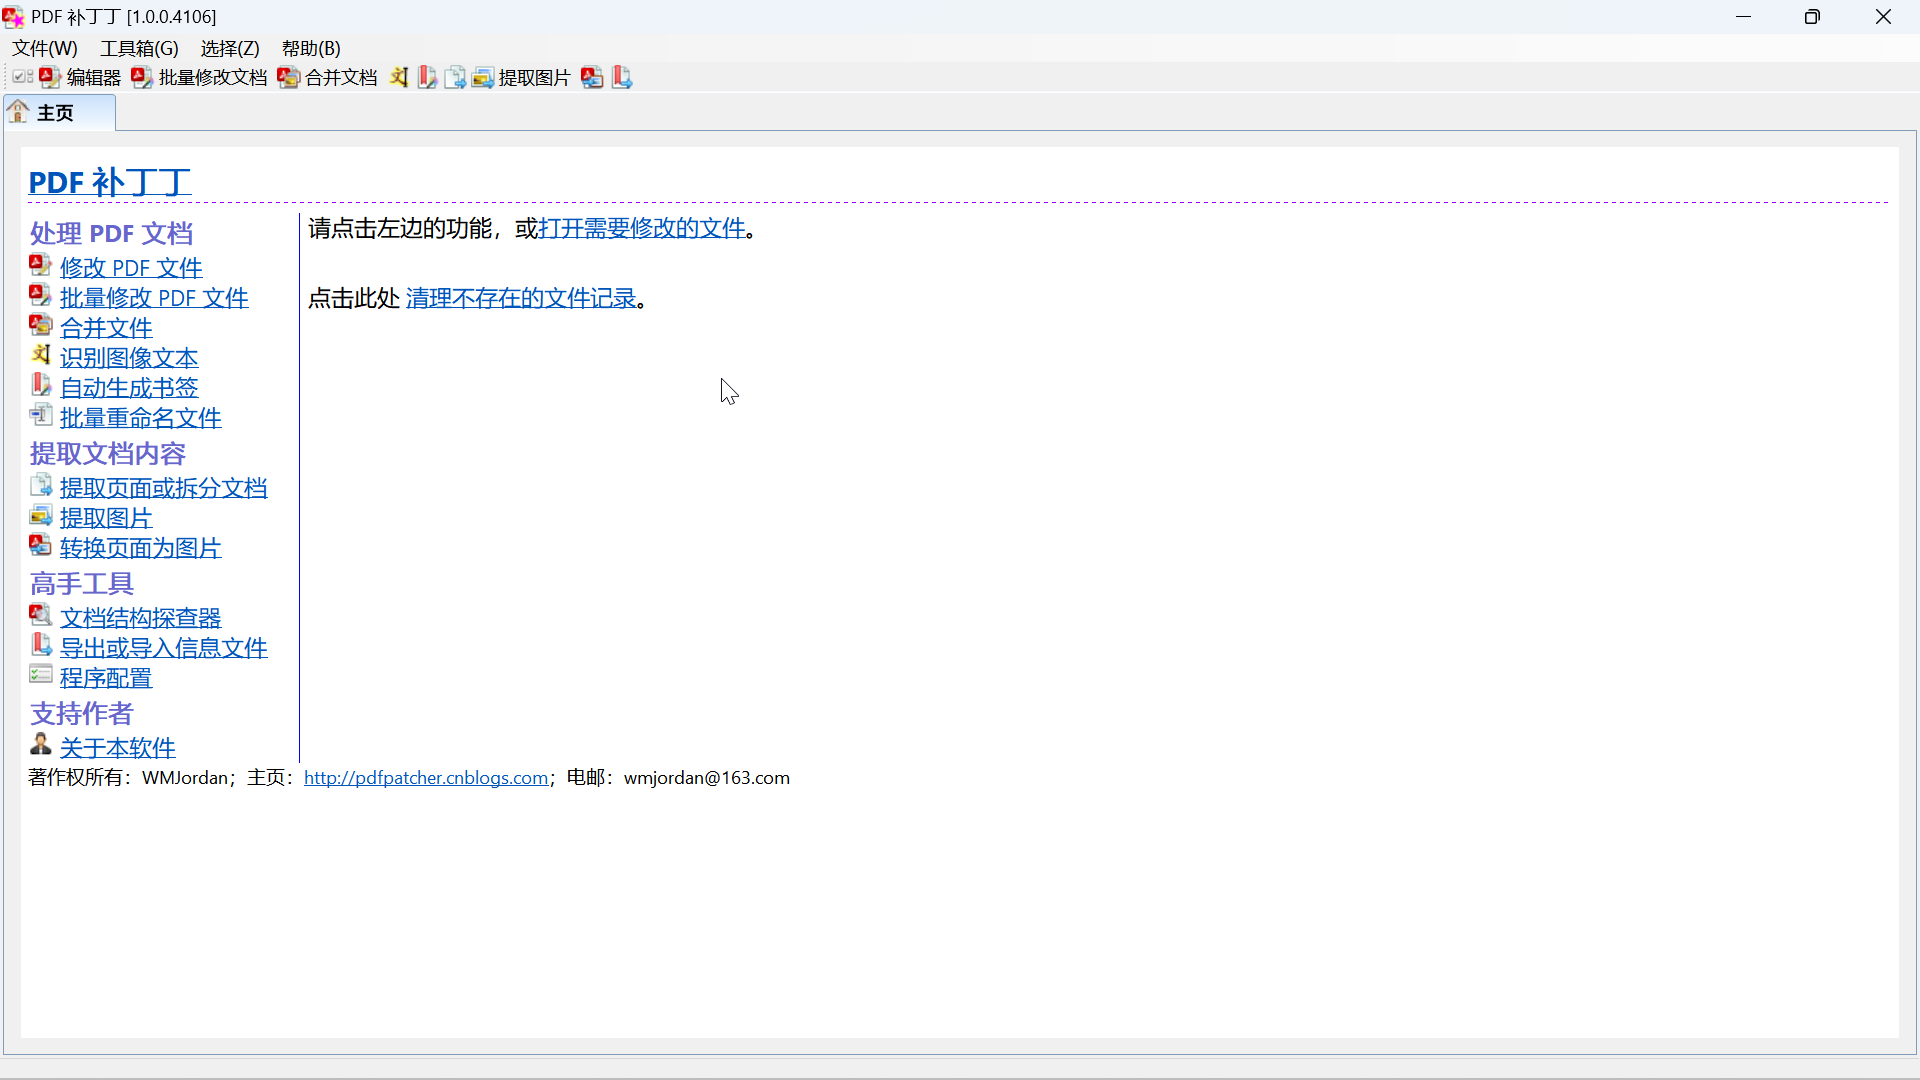 PDF 补丁丁 [1.0.0.4106]
文件(W) 工具箱(G) 选择(Z) 帮助(B)
编辑器 批量修改文档 合并文档 提取图片
主页
PDF 补丁丁
处理 PDF 文档
修改 PDF 文件
批量修改 PDF 文件
合并文件
识别图像文本
自动生成书签
批量重命名文件
提取文档内容
提取页面或拆分文档
提取图片
转换页面为图片
高手工具
文档结构探查器
导出或导入信息文件
程序配置
支持作者
关于本软件
请点击左边的功能，或打开需要修改的文件。
点击此处 清理不存在的文件记录。
著作权所有：WMJordan；主页：http://pdfpatcher.cnblogs.com；电邮：wmjordan@163.com